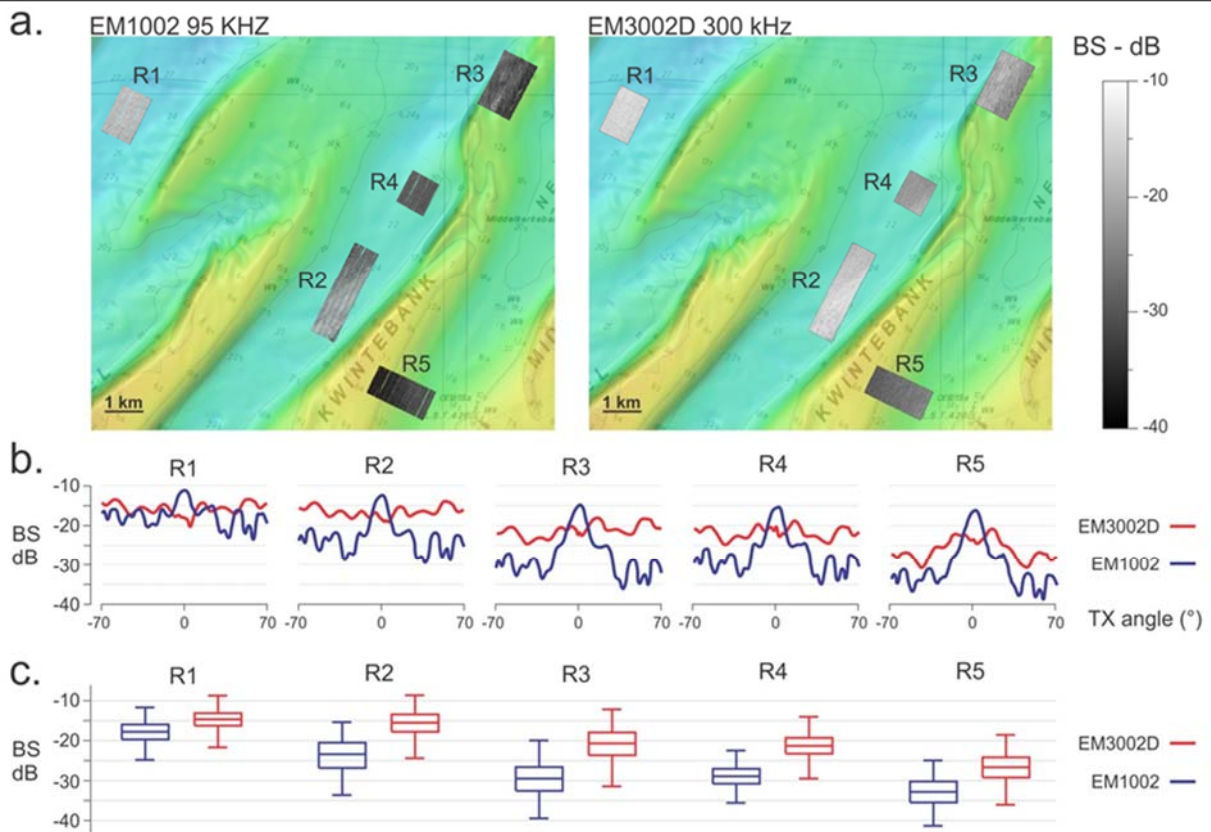 a.
EM1002 95 KHZ
EM3002D 300 kHz
BS - dB
R1
R3
R4
R2
R5
KWINTEBANK
Middelkerkeban
1 km
R1
R3
R4
R2
R5
KWINTEBANK
Middelkerkeban
1 km
-10
-20
-30
-40
b.
R1 R2 R3 R4 R5
BS
dB
-10
-20
-30
-40
-70 0 70 -70 0 70 -70 0 70 -70 0 70 -70 0 70
EM3002D
EM1002
TX angle (°)
c.
R1 R2 R3 R4 R5
BS
dB
-10
-20
-30
-40
EM3002D
EM1002